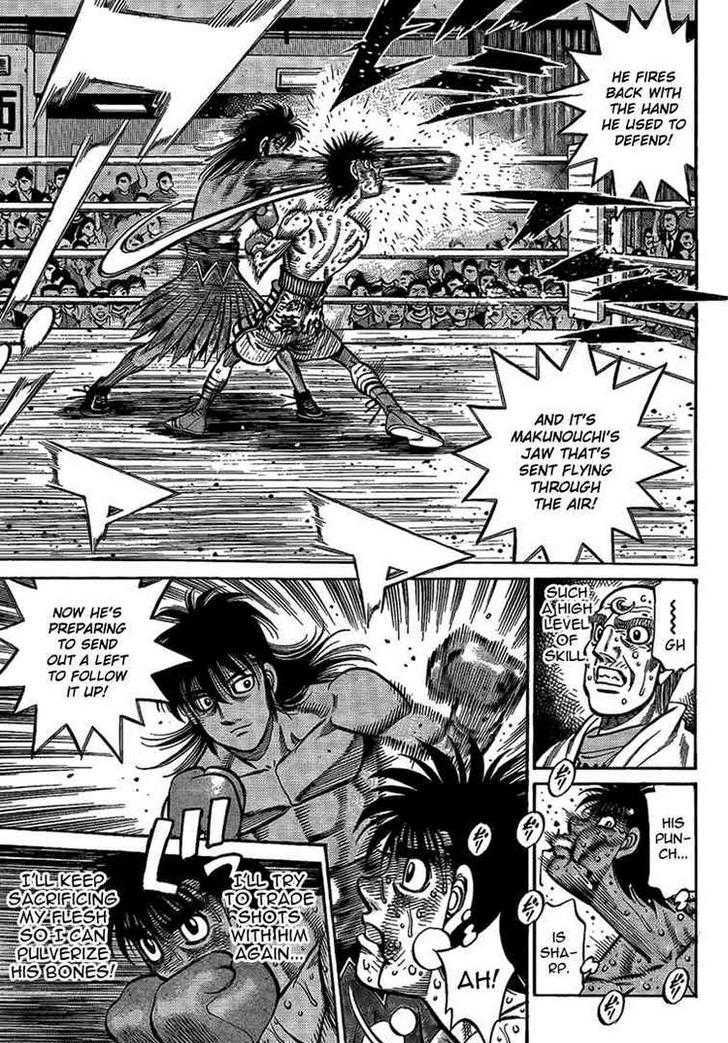 HE FIRES
BACK WITH
THE HAND
HE USED TO
DEFEND!
AND IT'S
MAKUNOUCHI'S
JAW THAT'S
SENT FLYING
THROUGH
THE AIR!
GH
SUCH
A HIGH
LEVEL
OF
SKILL.
NOW HE'S
PREPARING
TO SEND
OUT A LEFT
TO FOLLOW
IT UP!
HIS
PUN-
CH...
IS
SHA-
RP.
AH!
I'LL TRY
TO TRADE
SHOTS
WITH HIM
AGAIN...
I'LL KEEP
SACRIFICING
MY FLESH
SO I CAN
PULVERIZE
HIS BONES!